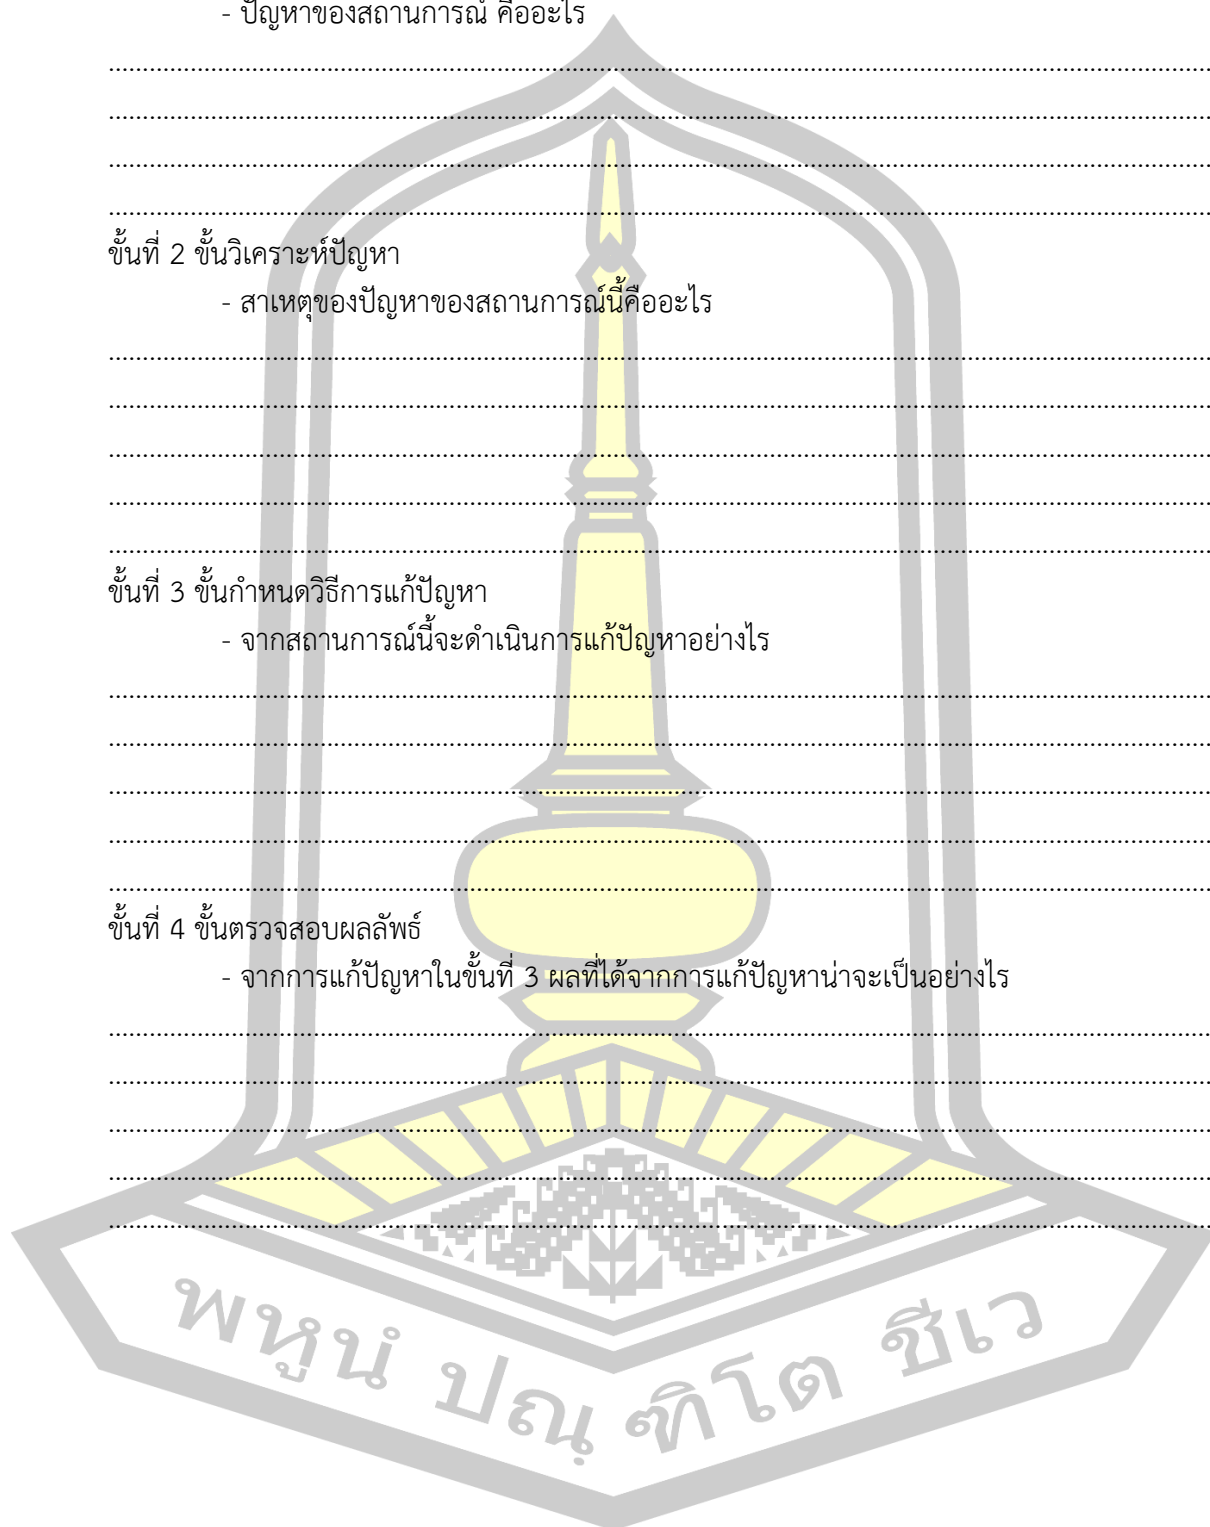 - ปัญหาของสถานการณ์ คืออะไร
........................................................................................................................
........................................................................................................................
........................................................................................................................
........................................................................................................................
ขั้นที่ 2 ขั้นวิเคราะห์ปัญหา
- สาเหตุของปัญหาของสถานการณ์นี้คืออะไร
........................................................................................................................
........................................................................................................................
........................................................................................................................
........................................................................................................................
........................................................................................................................
ขั้นที่ 3 ขั้นกำหนดวิธีการแก้ปัญหา
- จากสถานการณ์นี้จะดำเนินการแก้ปัญหาอย่างไร
........................................................................................................................
........................................................................................................................
........................................................................................................................
........................................................................................................................
........................................................................................................................
ขั้นที่ 4 ขั้นตรวจสอบผลลัพธ์
- จากการแก้ปัญหาในขั้นที่ 3 ผลที่ได้จากการแก้ปัญหาน่าจะเป็นอย่างไร
........................................................................................................................
........................................................................................................................
........................................................................................................................
........................................................................................................................
........................................................................................................................
พหูนํ ปณฺ ฑิโต ชีเว